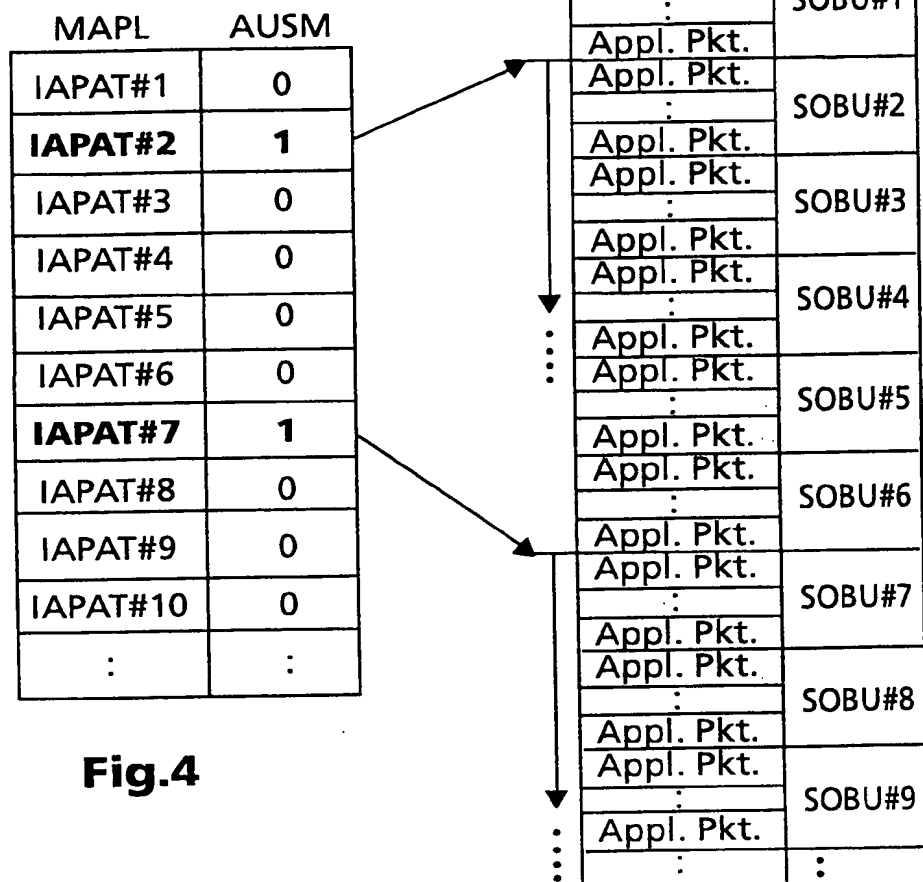 MAPL AUSM
IAPAT#1 0
IAPAT#2 1
IAPAT#3 0
IAPAT#4 0
IAPAT#5 0
IAPAT#6 0
IAPAT#7 1
IAPAT#8 0
IAPAT#9 0
IAPAT#10 0
: :
Fig.4
:
SOBU#1
Appl. Pkt.
Appl. Pkt.
:
SOBU#2
Appl. Pkt.
Appl. Pkt.
:
SOBU#3
Appl. Pkt.
Appl. Pkt.
:
SOBU#4
Appl. Pkt.
Appl. Pkt.
:
SOBU#5
Appl. Pkt.
Appl. Pkt.
:
SOBU#6
Appl. Pkt.
Appl. Pkt.
:
SOBU#7
Appl. Pkt.
Appl. Pkt.
:
SOBU#8
Appl. Pkt.
Appl. Pkt.
:
SOBU#9
Appl. Pkt.
: :